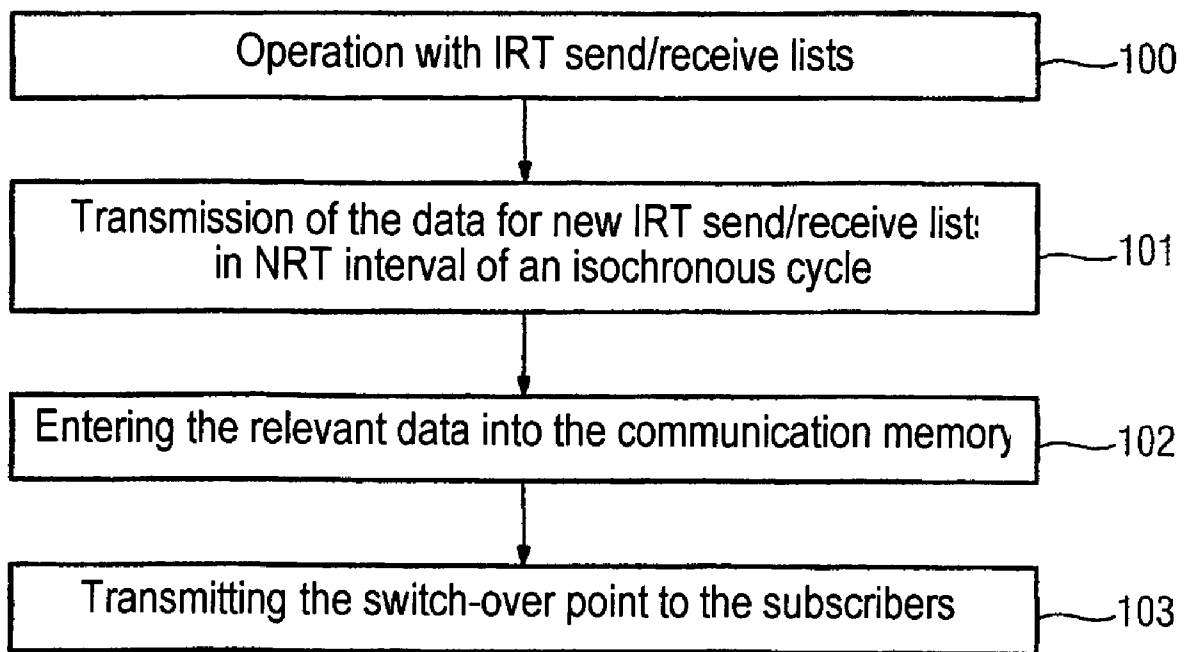 Operation with IRT send/receive lists
100
Transmission of the data for new IRT send/receive lists
in NRT interval of an isochronous cycle
101
Entering the relevant data into the communication memory
102
Transmitting the switch-over point to the subscribers
103